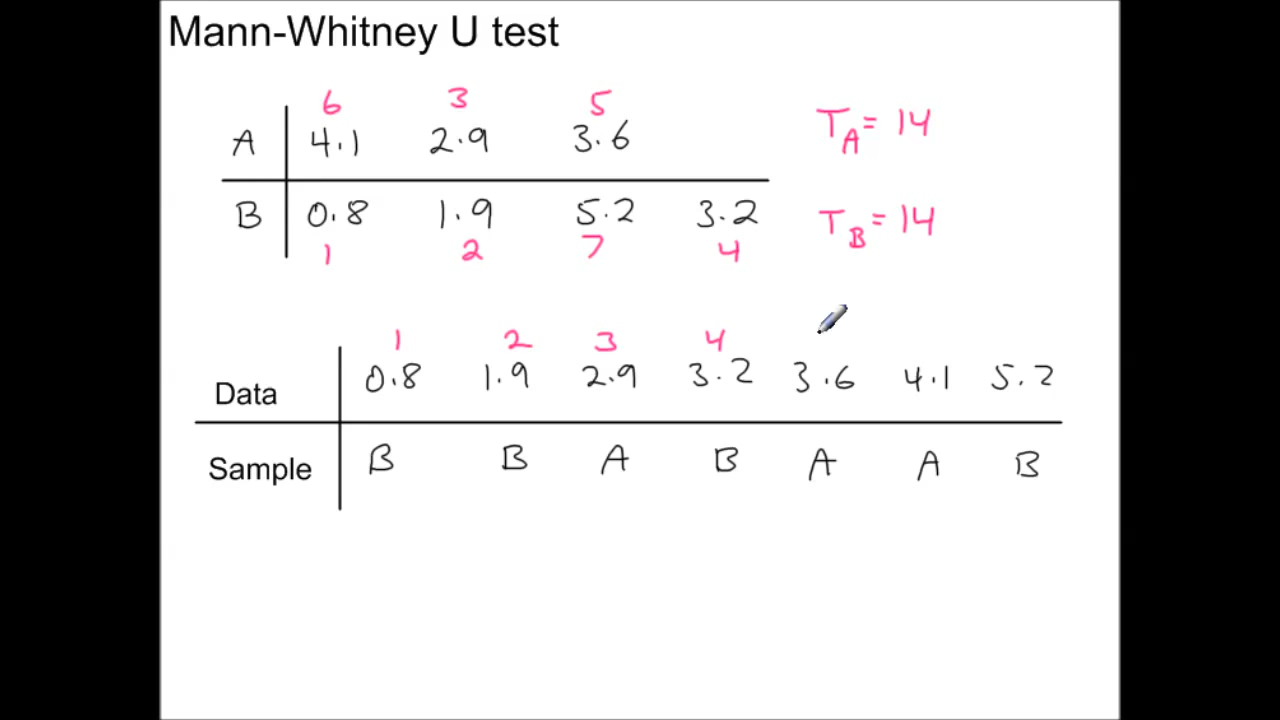 Mann-Whitney U test
6 3 5
A 4.1 2.9 3.6
T_A = 14
B 0.8 1.9 5.2 3.2
T_B = 14
1 2 7 4
1 2 3 4
Data 0.8 1.9 2.9 3.2 3.6 4.1 5.2
Sample B B A B A A B